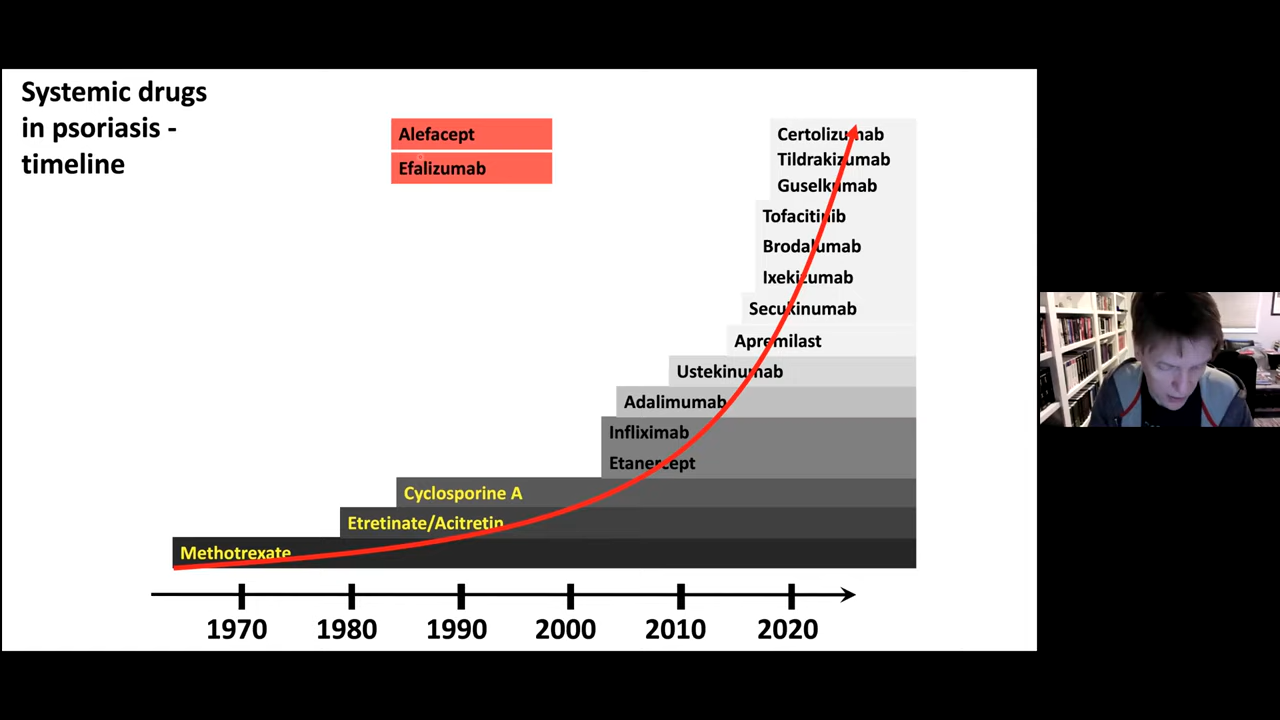 Systemic drugs
in psoriasis -
timeline
Alefacept
Efalizumab
Certolizumab
Tildrakizumab
Guselkumab
Tofacitinib
Brodalumab
Ixekizumab
Secukinumab
Apremilast
Ustekinumab
Adalimumab
Infliximab
Etanercept
Cyclosporine A
Etretinate/Acitretin
Methotrexate
1970 1980 1990 2000 2010 2020